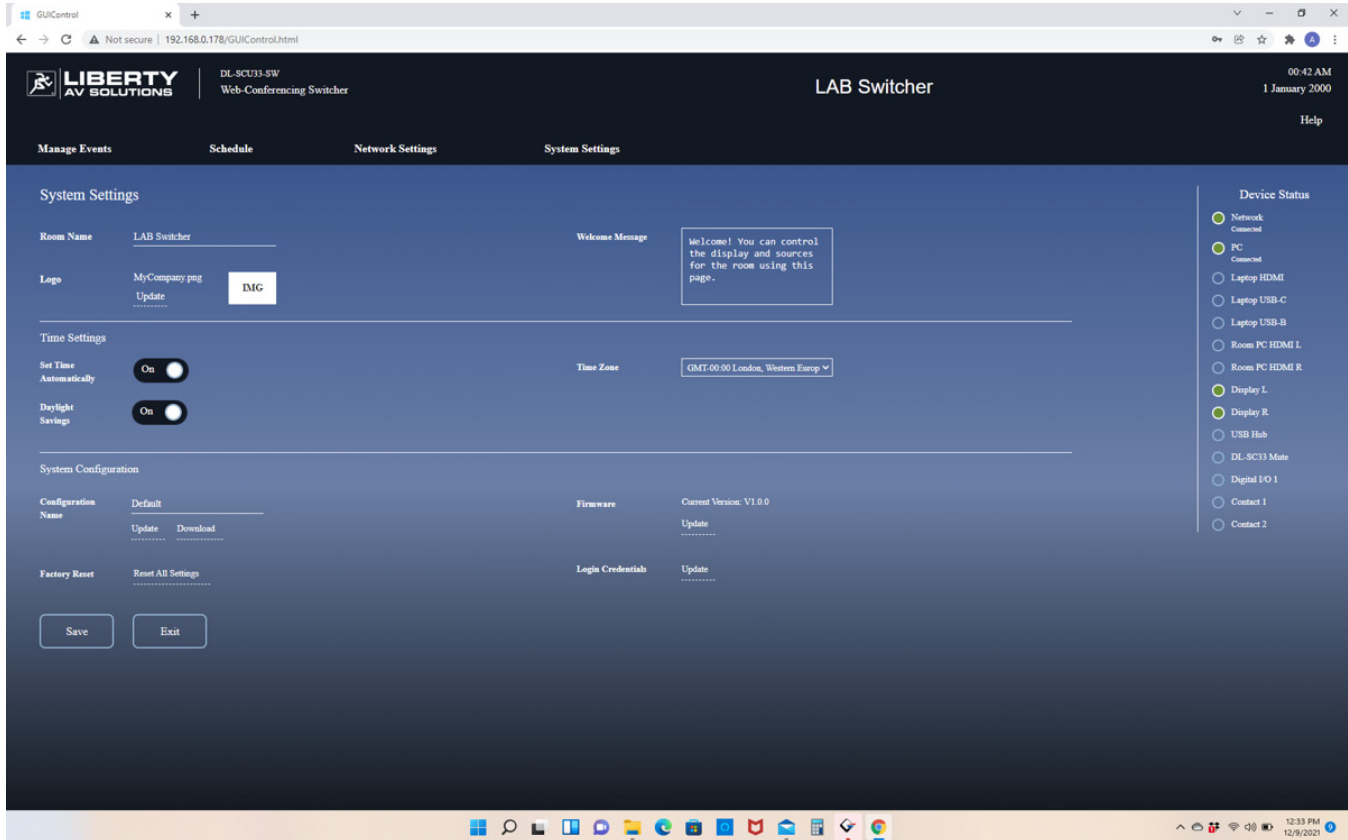 GUIControl
Not secure | 192.168.0.178/GUIControl.html
A
LIBERTY
AV SOLUTIONS
DL-SCU33-SW
Web-Conferencing Switcher
LAB Switcher
00:42 AM
1 January 2000
Help
Manage Events Schedule Network Settings System Settings
System Settings
Room Name LAB Switcher
Logo MyCompany.png
Update
IMG
Welcome Message
Welcome! You can control
the display and sources
for the room using this
page.
Time Settings
Set Time
Automatically
On
Time Zone GMT-00:00 London, Western Europ
Daylight
Savings
On
System Configuration
Configuration
Name
Default
Update Download
Firmware Current Version: V1.0.0
Update
Factory Reset Reset All Settings
Login Credentials Update
Save Exit
Device Status
Network
Connected
PC
Connected
Laptop HDMI
Laptop USB-C
Laptop USB-B
Room PC HDMI L
Room PC HDMI R
Display L
Display R
USB Hub
DL-SC33 Mute
Digital I/O 1
Contact 1
Contact 2
12:33 PM
12/9/2021
9